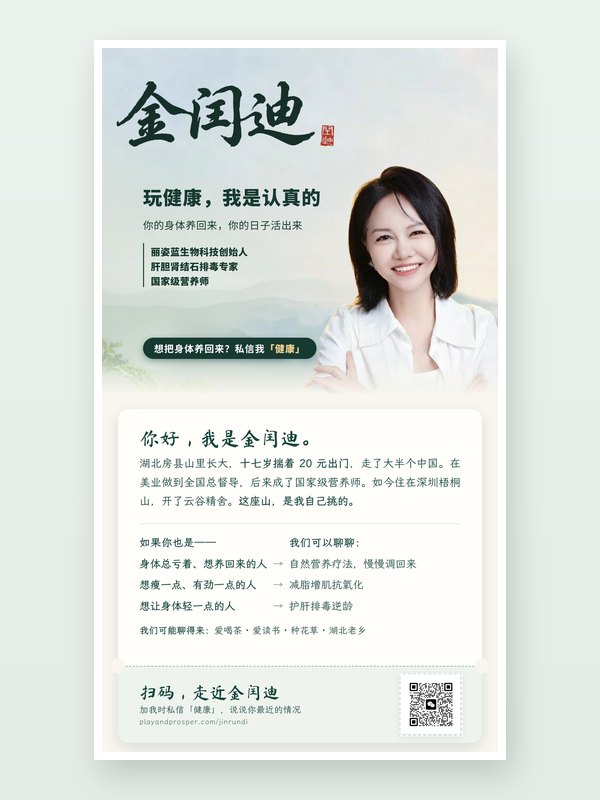 金闰迪
玩健康，我是认真的
你的身体养回来，你的日子活出来
丽姿蓝生物科技创始人
肝胆肾结石排毒专家
国家级营养师
想把身体养回来？私信我「健康」
你好，我是金闰迪。
湖北房县山里长大，十七岁揣着 20 元出门，走了大半个中国。在
美业做到全国总督导，后来成了国家级营养师。如今住在深圳梧桐
山，开了云谷精舍。这座山，是我自己挑的。
如果你也是——
我们可以聊聊：
身体总亏着、想养回来的人 → 自然营养疗法，慢慢调回来
想瘦一点、有劲一点的人 → 减脂增肌抗氧化
想让身体轻一点的人 → 护肝排毒逆龄
我们可能聊得来：爱喝茶·爱读书·种花草·湖北老乡
扫码，走近金闰迪
加我时私信「健康」，说说你最近的情况
playandprosper.com/jinrundi